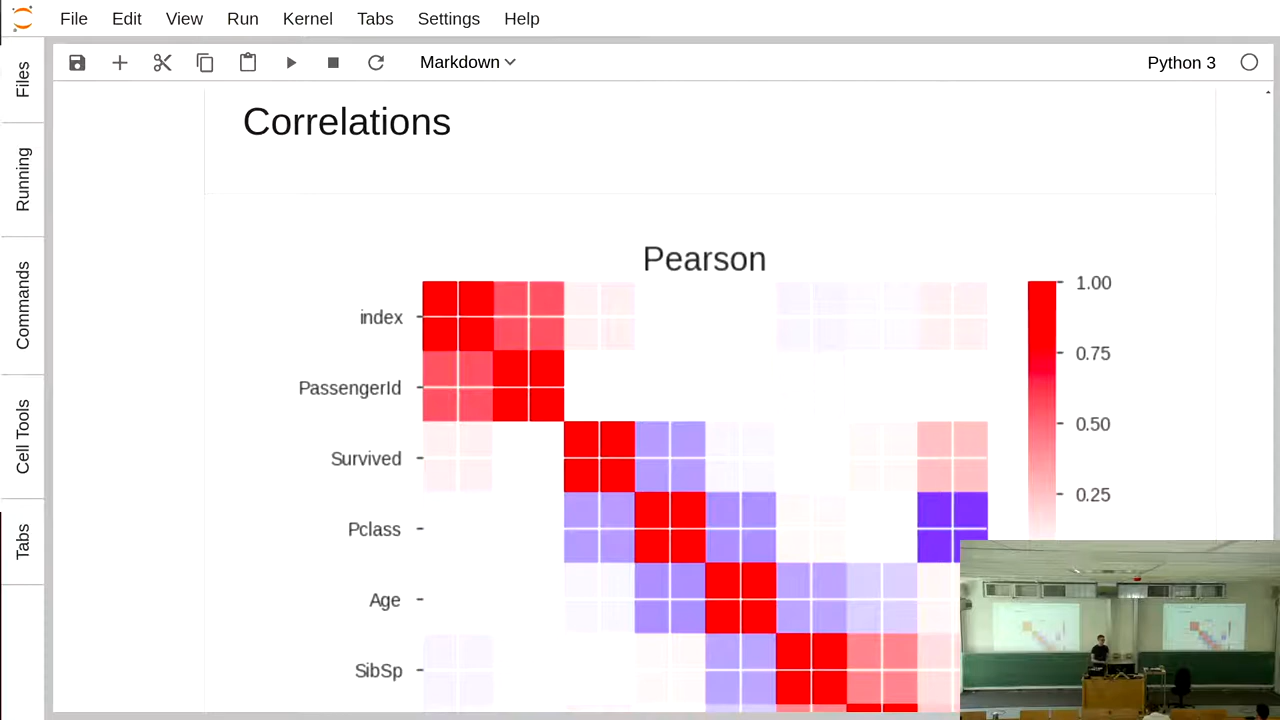 File Edit View Run Kernel Tabs Settings Help
Markdown
Python 3
Files
Running
Commands
Cell Tools
Tabs
Correlations
Pearson
index
PassengerId
Survived
Pclass
Age
SibSp
1.00
0.75
0.50
0.25